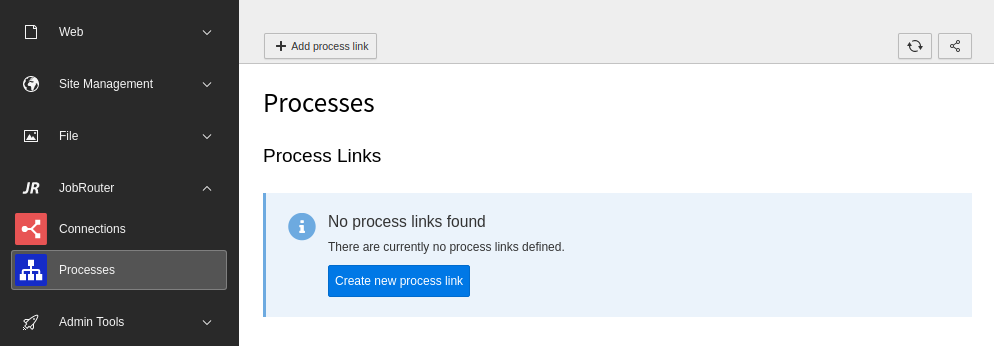 Web
Site Management
File
JR JobRouter
Connections
Processes
Admin Tools
Add process link
Processes
Process Links
No process links found
There are currently no process links defined.
Create new process link